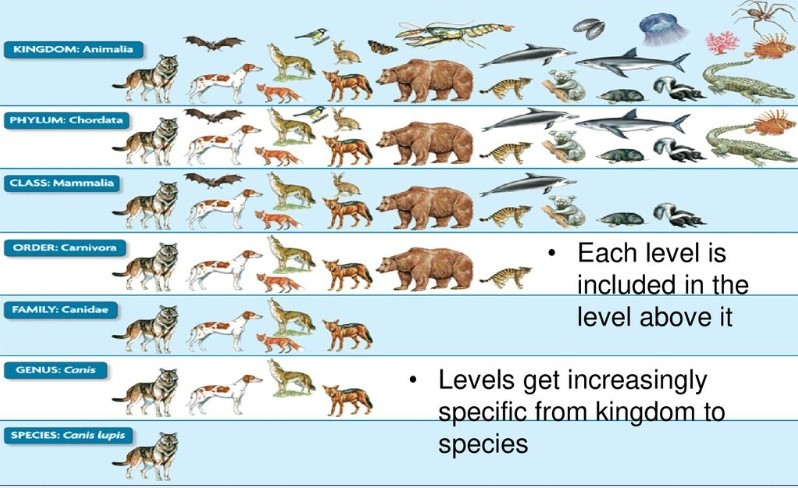 KINGDOM: Animalia
PHYLUM: Chordata
CLASS: Mammalia
ORDER: Carnivora
• Each level is
included in the
level above it
FAMILY: Canidae
GENUS: Canis
• Levels get increasingly
specific from kingdom to
species
SPECIES: Canis lupis